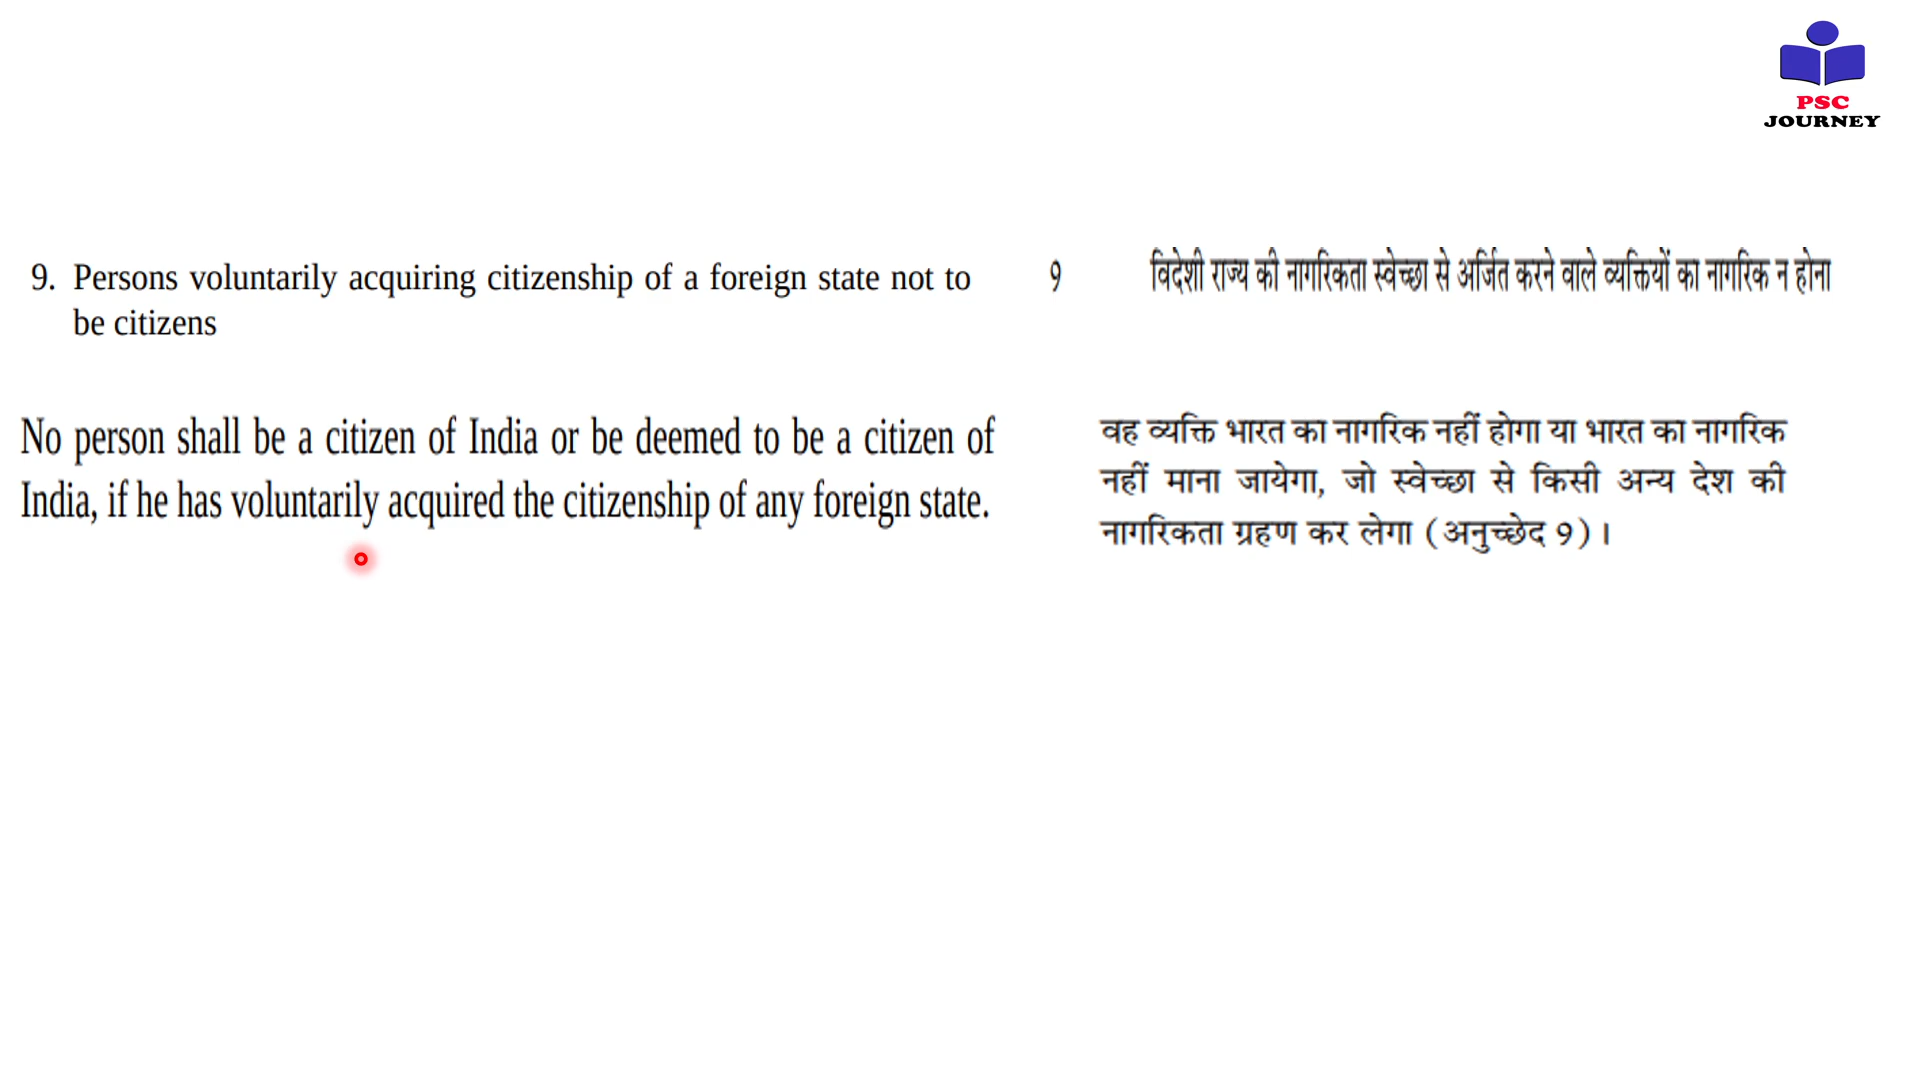 PSC
JOURNEY
9. Persons voluntarily acquiring citizenship of a foreign state not to
be citizens
No person shall be a citizen of India or be deemed to be a citizen of
India, if he has voluntarily acquired the citizenship of any foreign state.
9 विदेशी राज्य की नागरिकता स्वेच्छा से अर्जित करने वाले व्यक्तियों का नागरिक न होना
वह व्यक्ति भारत का नागरिक नहीं होगा या भारत का नागरिक
नहीं माना जायेगा, जो स्वेच्छा से किसी अन्य देश की
नागरिकता ग्रहण कर लेगा (अनुच्छेद 9)।